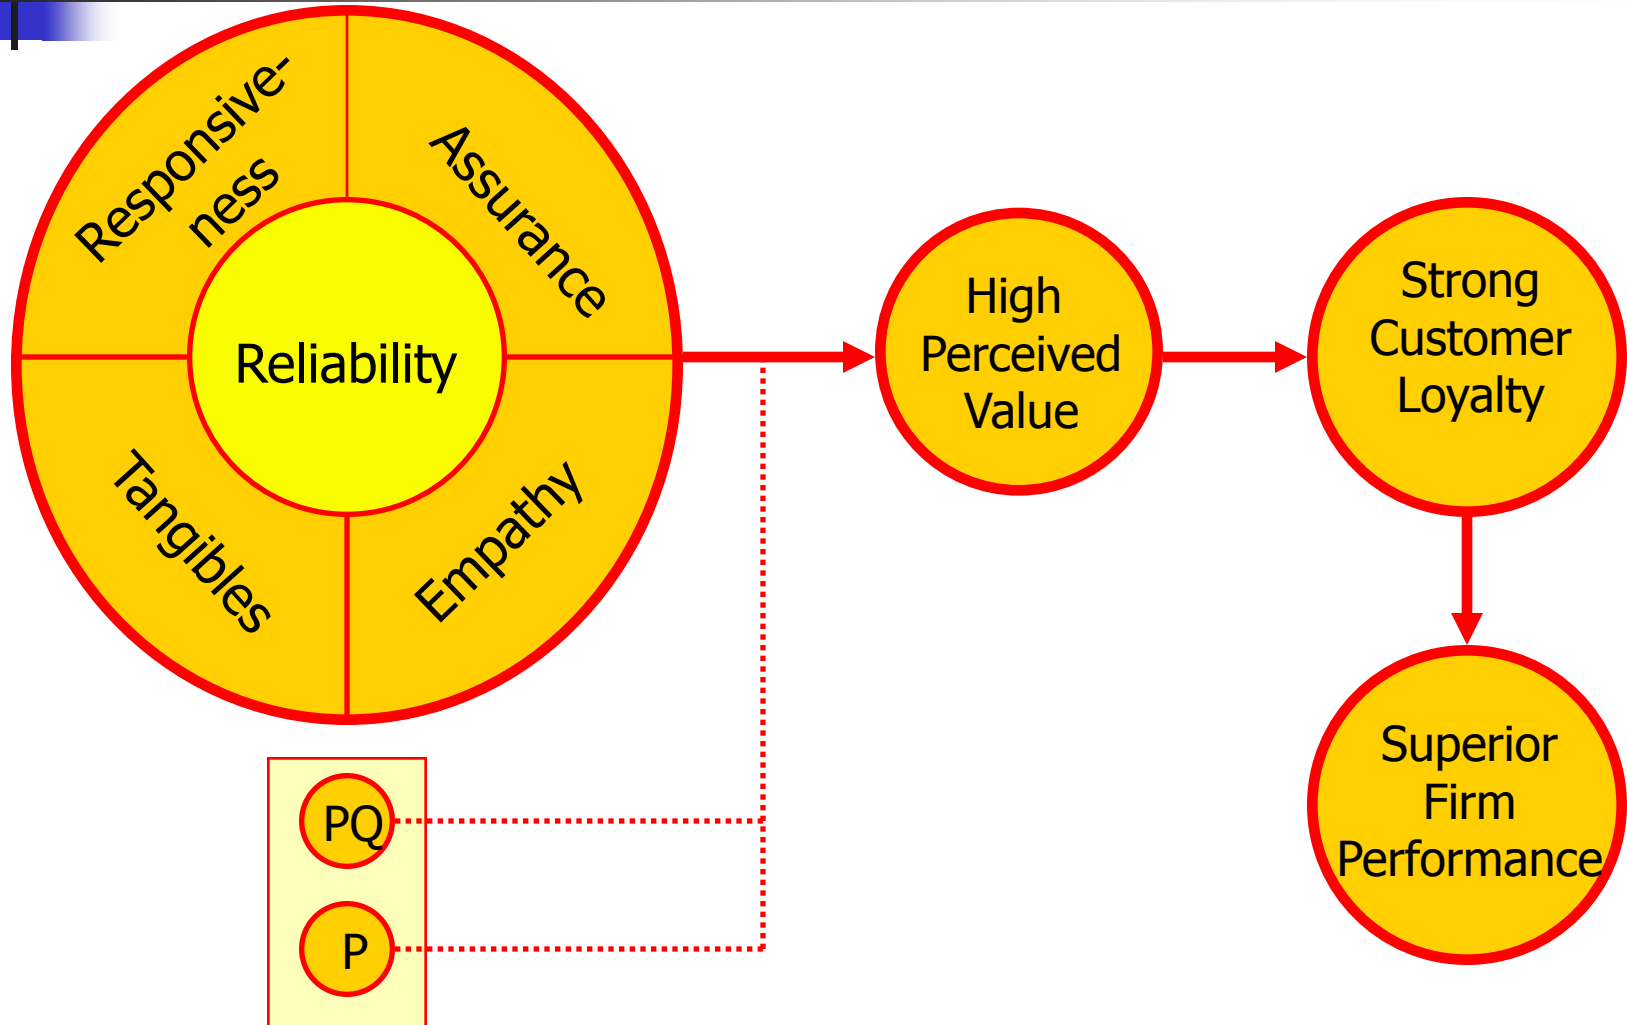 Responsive-
ness
Assurance
Reliability
Tangibles
Empathy
High
Perceived
Value
Strong
Customer
Loyalty
Superior
Firm
Performance
PQ
P